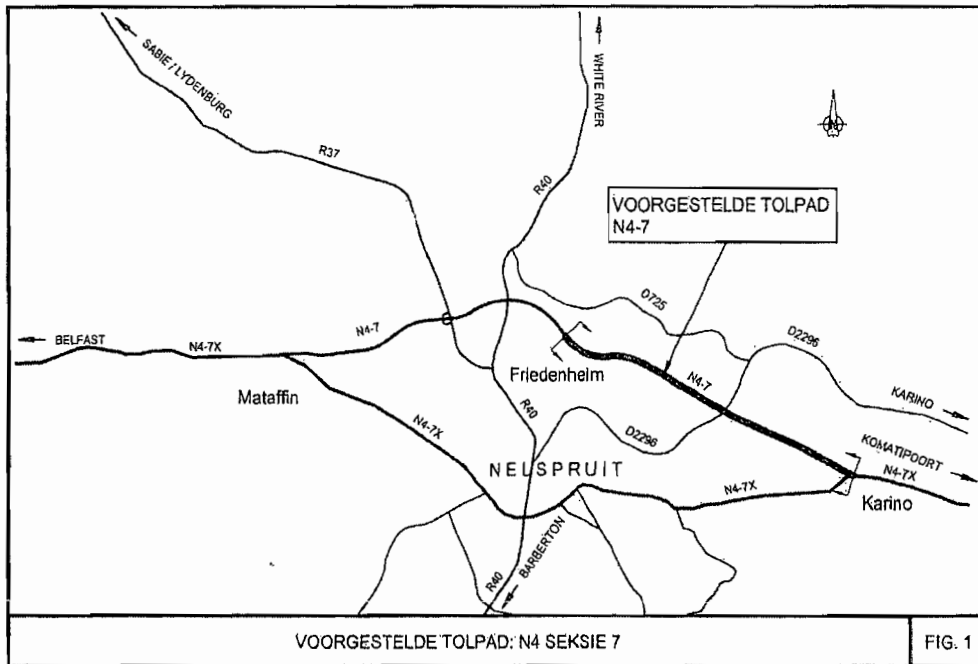 SABIE / LYDENBURG
WHITE RIVER
N
R37
R40
VOORGESTELDE TOLPAD
N4-7
D725
BELFAST
N4-7X
N4-7
D2296
Friedenheim
N4-7
Mataffin
KARINO
R40
D2296
KOMATIPOORT
N4-7X
N4-7X
NELSPRUIT
N4-7X
Karino
BARBERTON
R40
VOORGESTELDE TOLPAD: N4 SEKSIE 7
FIG. 1